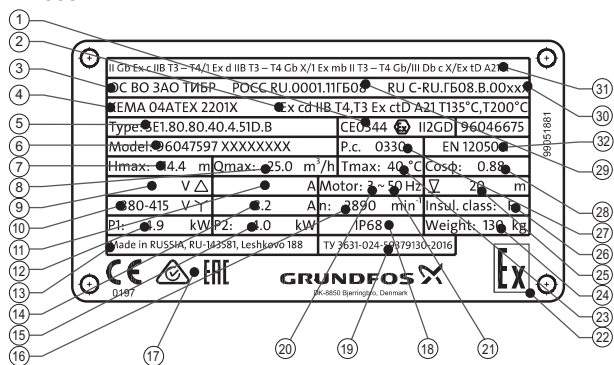 II Gb Ex c IIB T3 – T4/1 Ex d IIB T3 – T4 Gb X/1 Ex mb II T3 – T4 Gb/III Db c X/Ex tD A21
ОС ВО ЗАО ТИБР РОСС RU.0001.11ГБ08 RU C-RU.ГБ08.B.00xxx
KEMA 04ATEX 2201X Ex cd IIB T4,T3 Ex ctD A21 T135°C,T200°C
Type: SE1.80.80.40.4.51D.B CE0344 Ex II2GD 96046675
Model: 96047597 XXXXXXXX P.c. 0330 EN 12050
Hmax: 14.4 m Qmax: 25.0 m³/h Tmax: 40 °C Cosφ: 0.88
V △ A Motor: 3 ~ 50 Hz 20 m
380-415 V Y 8.2 A n: 2890 min⁻¹ Insul. class: F
P1: 4.9 kW P2: 4.0 kW IP68 Weight: 130 kg
Made in RUSSIA, RU-143581, Leshkovo 188 TY 3631-024-59379130-2016
99051881
CE 0197 EAC GRUNDFOS Ex
DK-8850 Bjerringbro, Denmark
1
2
3
4
5
6
7
8
9
10
11
12
13
14
15
16
17
18
19
20
21
22
23
24
25
26
27
28
29
30
31
32